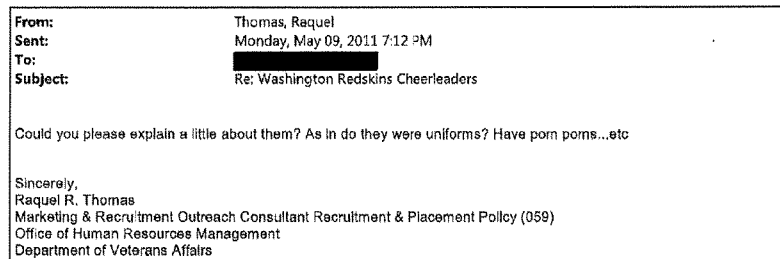 From: Thomas, Raquel
Sent: Monday, May 09, 2011 7:12 PM
To:
Subject: Re: Washington Redskins Cheerleaders
Could you please explain a little about them? As in do they were uniforms? Have pom poms...etc
Sincerely,
Raquel R. Thomas
Marketing & Recruitment Outreach Consultant Recruitment & Placement Policy (059)
Office of Human Resources Management
Department of Veterans Affairs